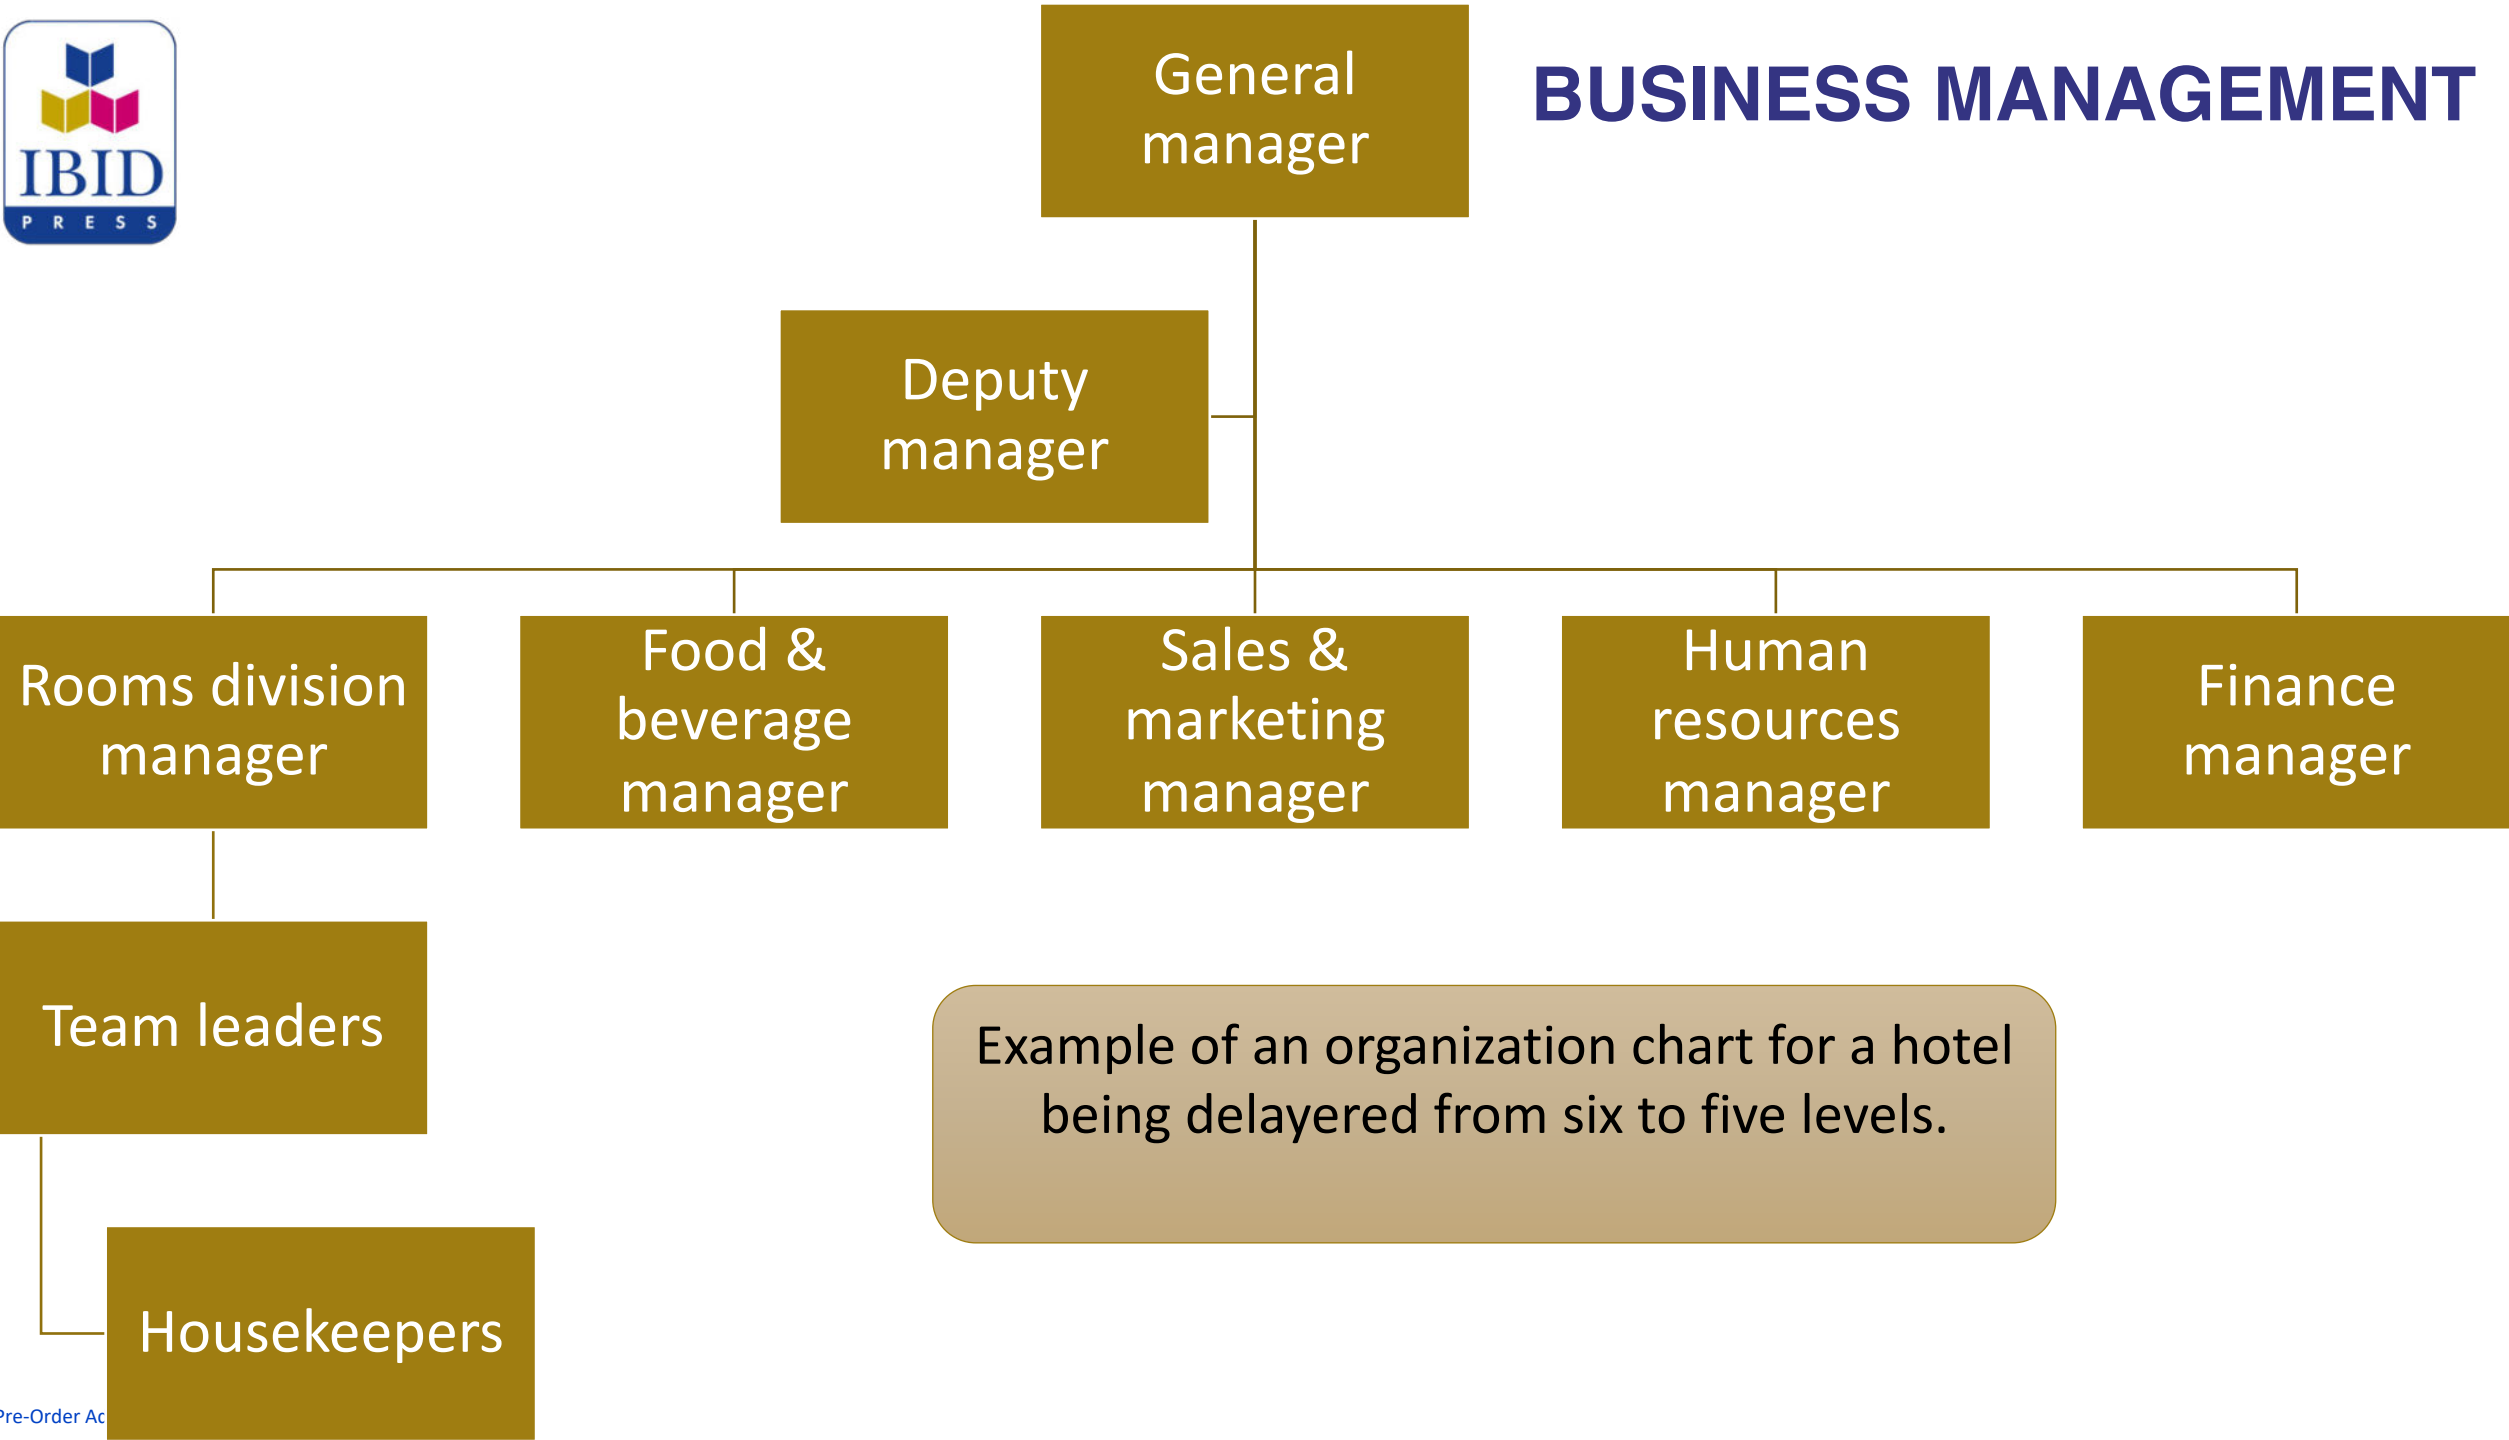 IBID
PRESS
General
manager
BUSINESS MANAGEMENT
Deputy
manager
Rooms division
manager
Food &
beverage
manager
Sales &
marketing
manager
Human
resources
manager
Finance
manager
Team leaders
Example of an organization chart for a hotel
being delayered from six to five levels.
Housekeepers
Pre-Order